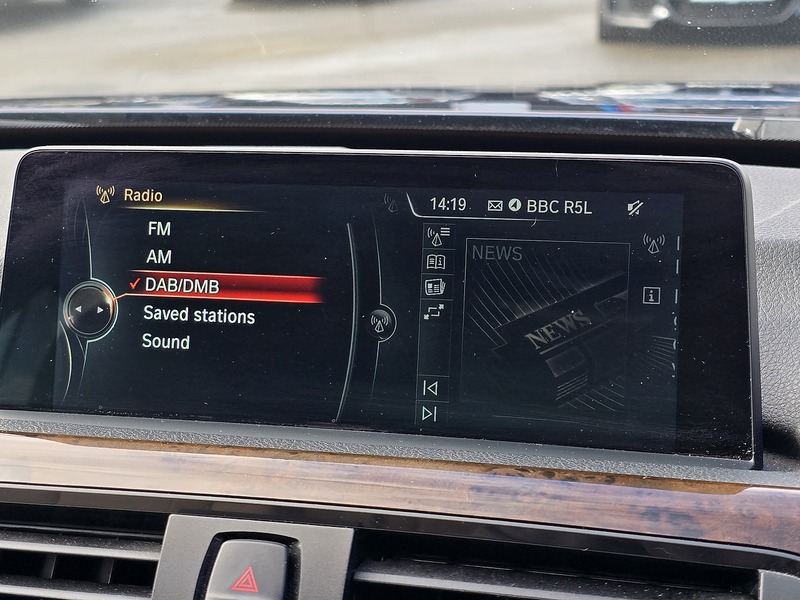 Radio
14:19 BBC R5L
FM
AM
DAB/DMB
Saved stations
Sound
NEWS
NEWS